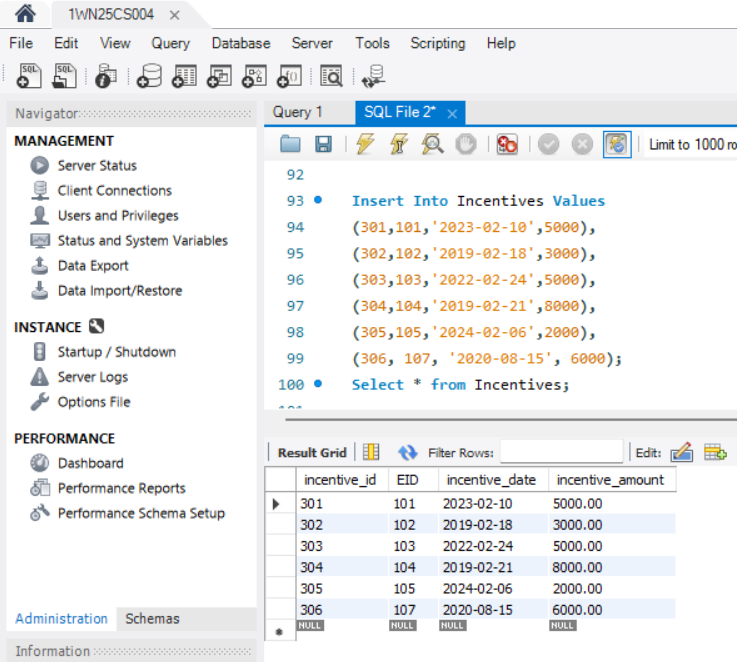 1WN25CS004 ×
File Edit View Query Database Server Tools Scripting Help
Navigator
MANAGEMENT
Server Status
Client Connections
Users and Privileges
Status and System Variables
Data Export
Data Import/Restore
INSTANCE
Startup / Shutdown
Server Logs
Options File
PERFORMANCE
Dashboard
Performance Reports
Performance Schema Setup
Administration Schemas
Information
Query 1 SQL File 2* ×
Limit to 1000 ro
92
93 Insert Into Incentives Values
94 (301,101,'2023-02-10',5000),
95 (302,102,'2019-02-18',3000),
96 (303,103,'2022-02-24',5000),
97 (304,104,'2019-02-21',8000),
98 (305,105,'2024-02-06',2000),
99 (306, 107, '2020-08-15', 6000);
100 Select * from Incentives;
Result Grid Filter Rows: Edit:
incentive_id EID incentive_date incentive_amount
301 101 2023-02-10 5000.00
302 102 2019-02-18 3000.00
303 103 2022-02-24 5000.00
304 104 2019-02-21 8000.00
305 105 2024-02-06 2000.00
306 107 2020-08-15 6000.00
NULL NULL NULL NULL